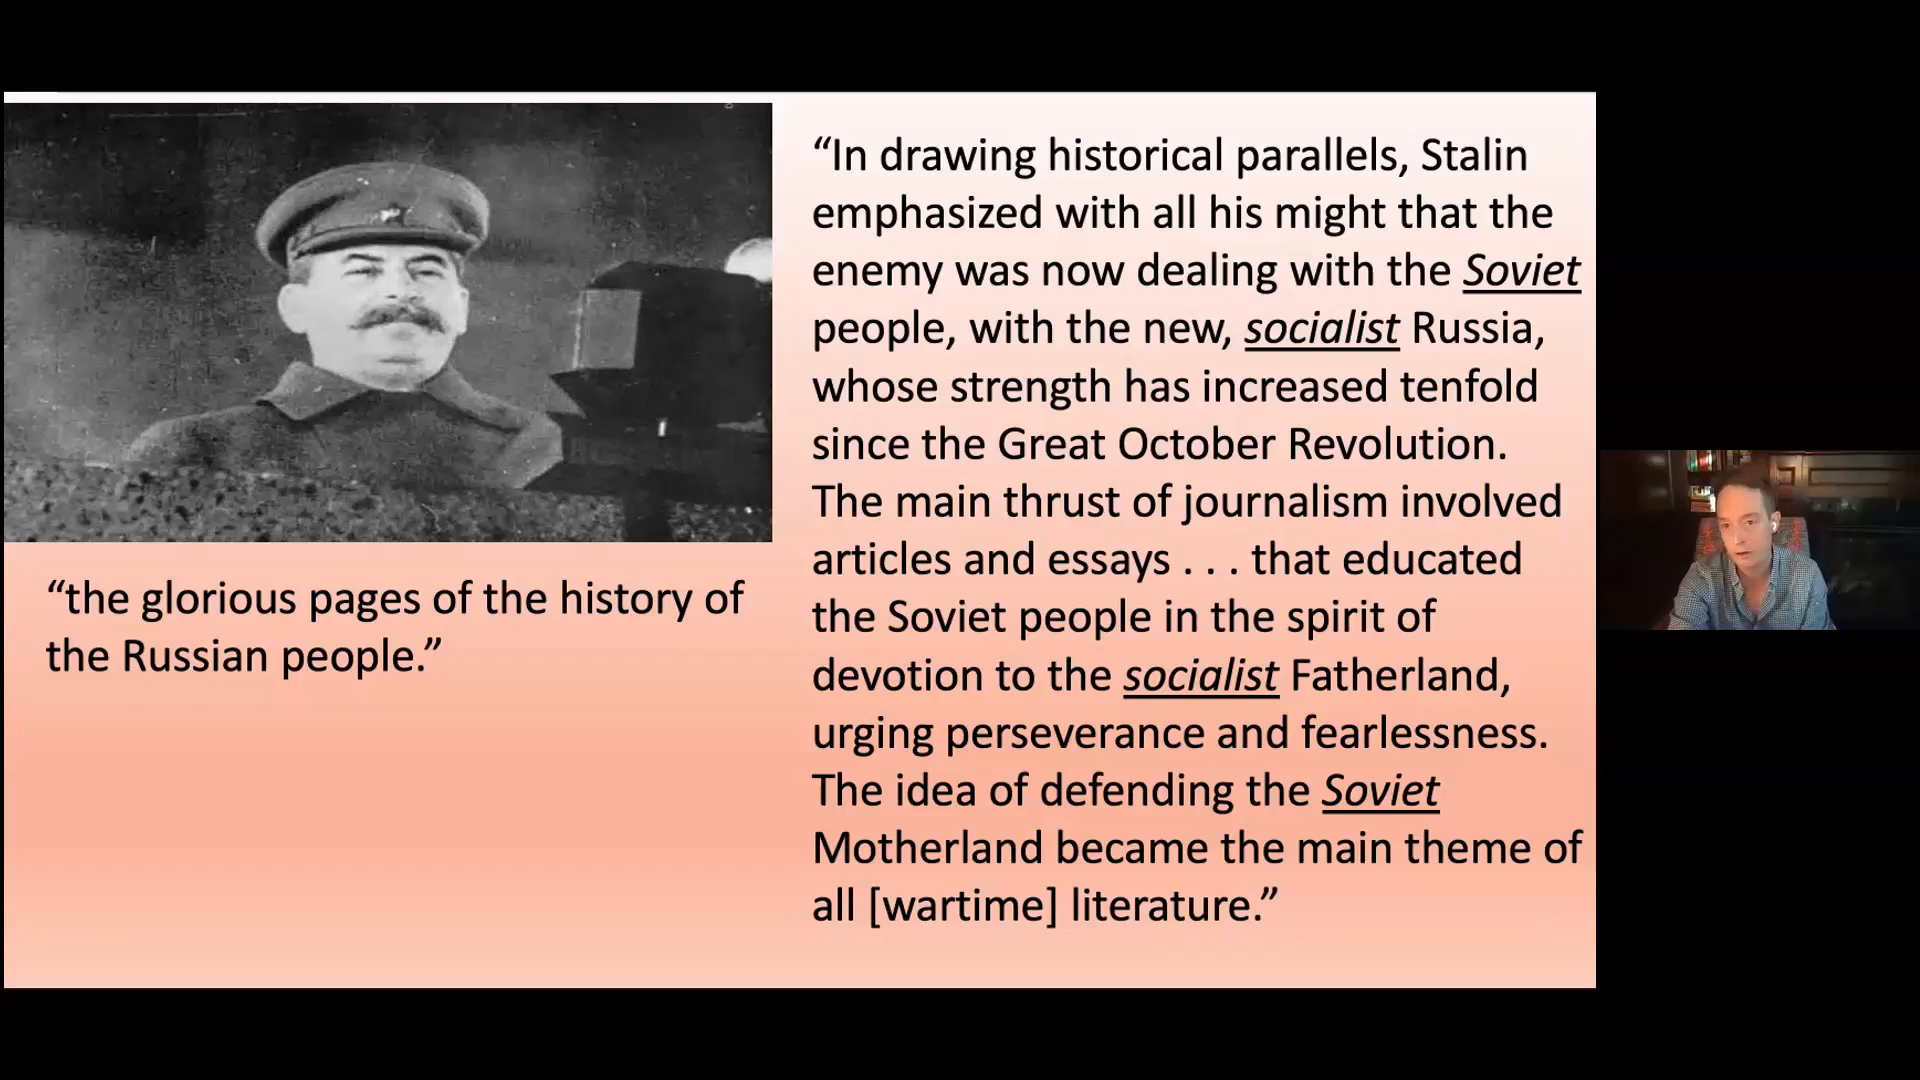 “the glorious pages of the history of
the Russian people.”
“In drawing historical parallels, Stalin
emphasized with all his might that the
enemy was now dealing with the Soviet
people, with the new, socialist Russia,
whose strength has increased tenfold
since the Great October Revolution.
The main thrust of journalism involved
articles and essays . . . that educated
the Soviet people in the spirit of
devotion to the socialist Fatherland,
urging perseverance and fearlessness.
The idea of defending the Soviet
Motherland became the main theme of
all [wartime] literature.”